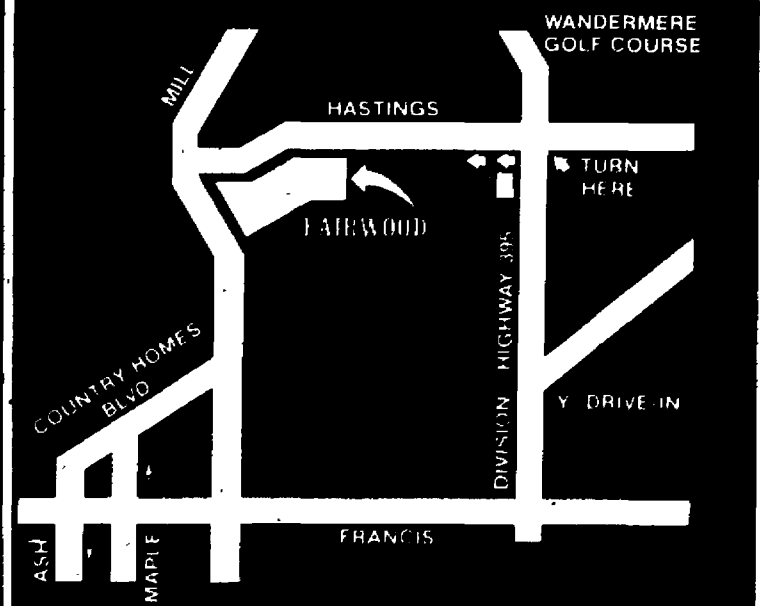 WANDERMERE
GOLF COURSE
MILL
HASTINGS
TURN
HERE
FAIRWOOD
DIVISION HIGHWAY 395
COUNTRY HOMES
BLVD
Y DRIVE-IN
FRANCIS
ASH
MAPLE